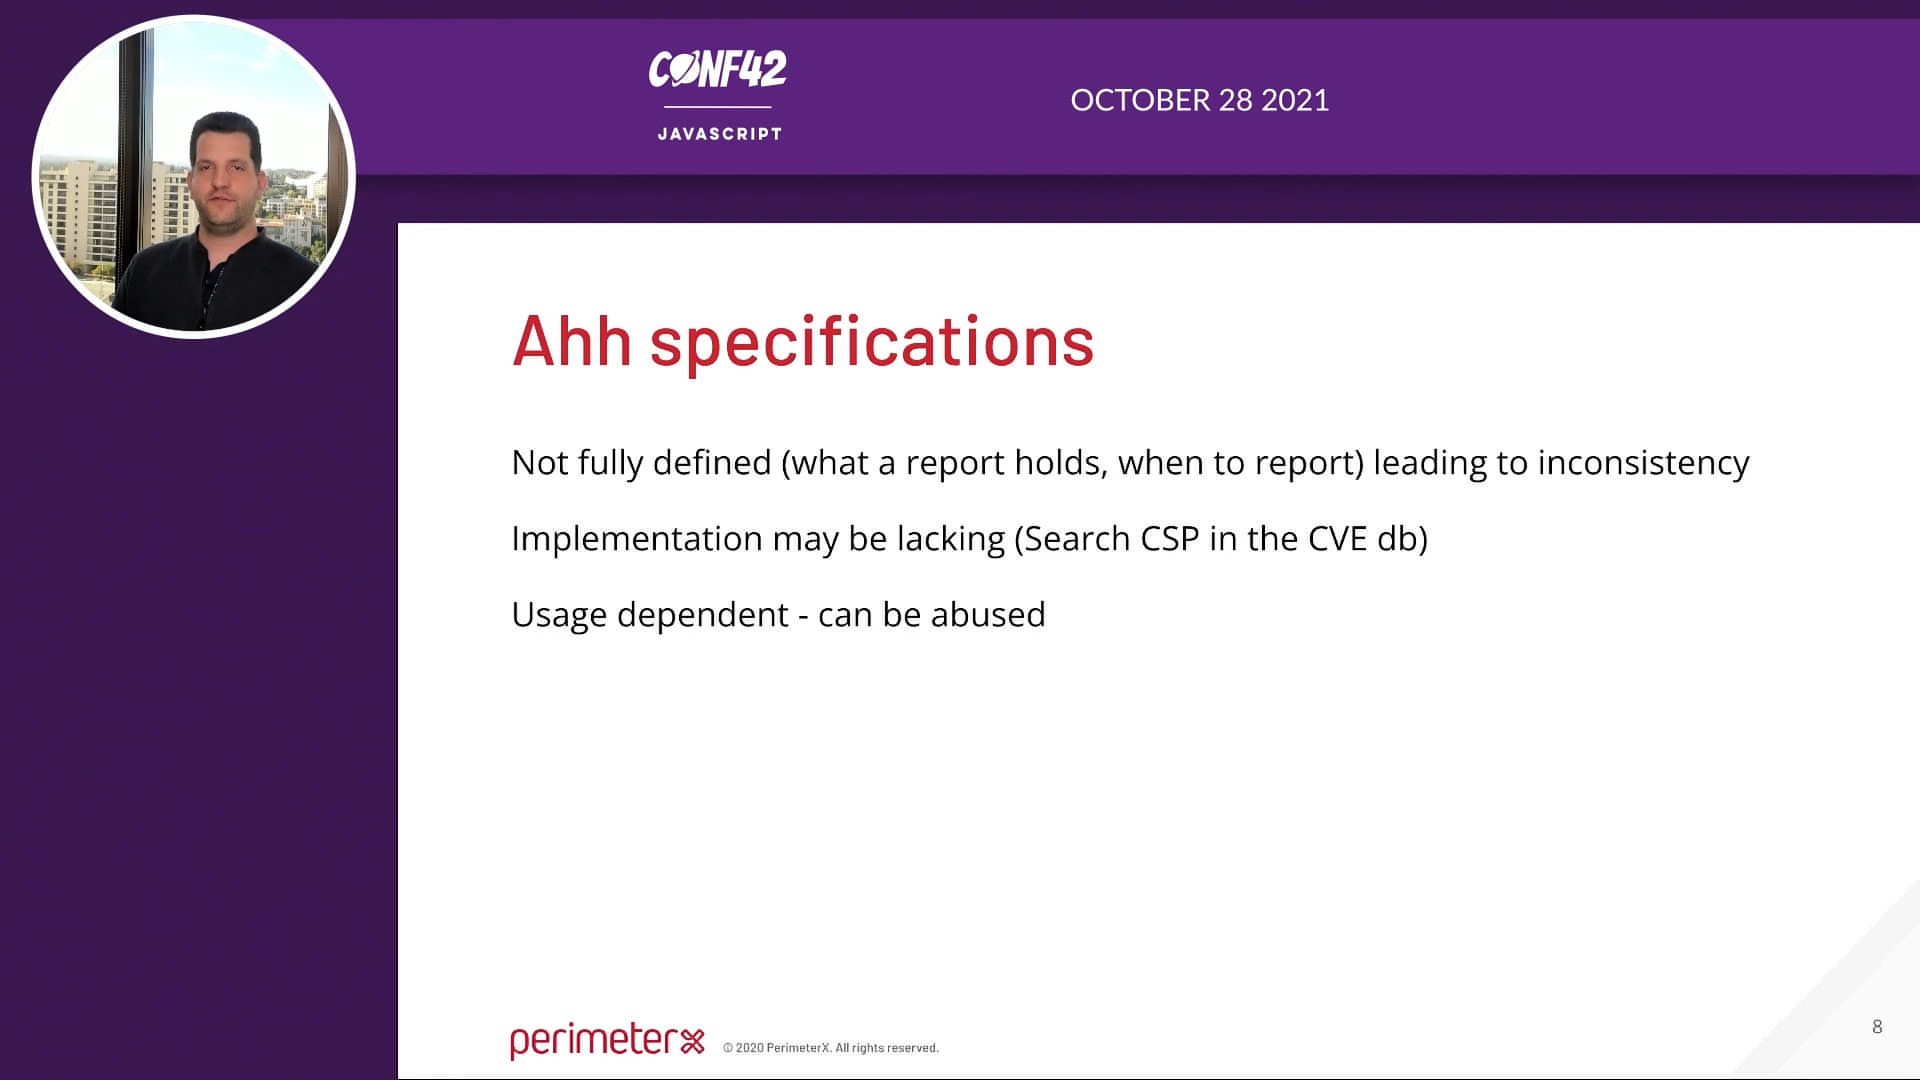 CONF42
JAVASCRIPT
OCTOBER 28 2021
Ahh specifications
Not fully defined (what a report holds, when to report) leading to inconsistency
Implementation may be lacking (Search CSP in the CVE db)
Usage dependent - can be abused
perimeterx
© 2020 PerimeterX. All rights reserved.
8